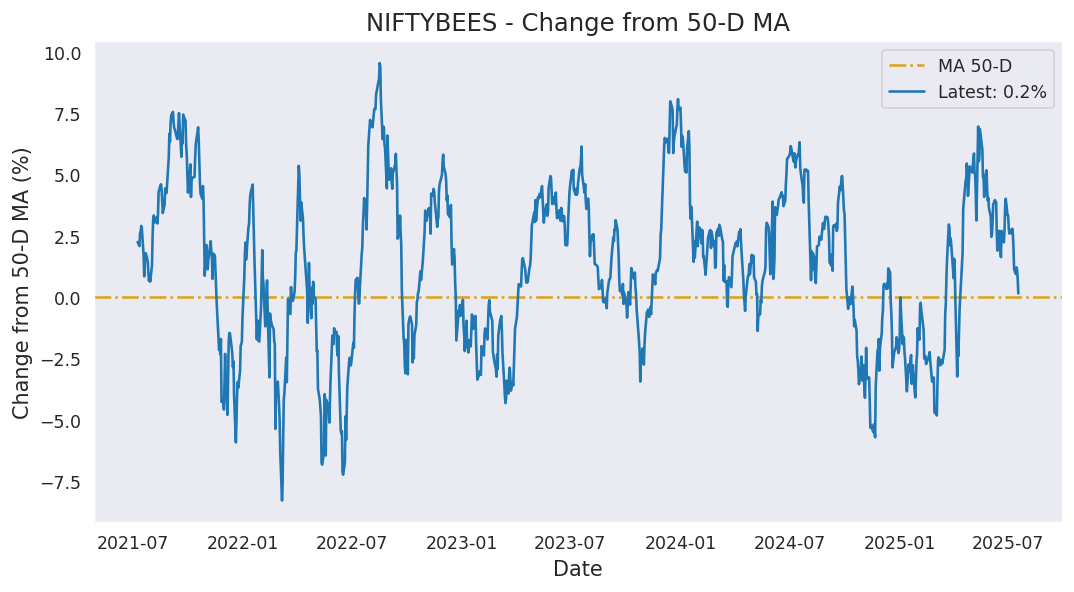 NIFTYBEES - Change from 50-D MA
MA 50-D
Latest: 0.2%
Change from 50-D MA (%)
10.0
7.5
5.0
2.5
0.0
−2.5
−5.0
−7.5
2021-07 2022-01 2022-07 2023-01 2023-07 2024-01 2024-07 2025-01 2025-07
Date